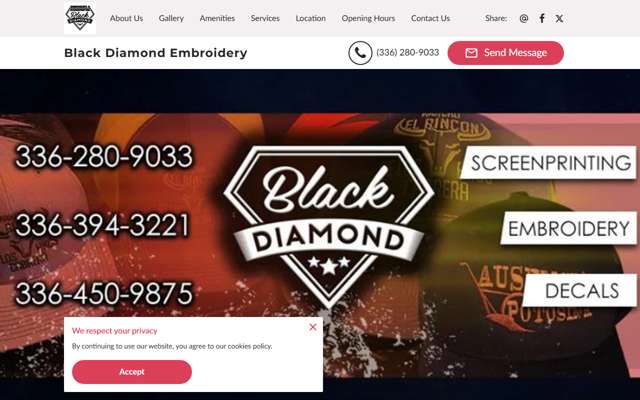 About Us
Gallery
Amenities
Services
Location
Opening Hours
Contact Us
Share:
Black Diamond Embroidery
(336) 280-9033
Send Message
336-280-9033
336-394-3221
336-450-9875
Black
DIAMOND
SCREENPRINTING
EMBROIDERY
DECALS
EL RINCON
POTOSINA
We respect your privacy
By continuing to use our website, you agree to our cookies policy.
Accept